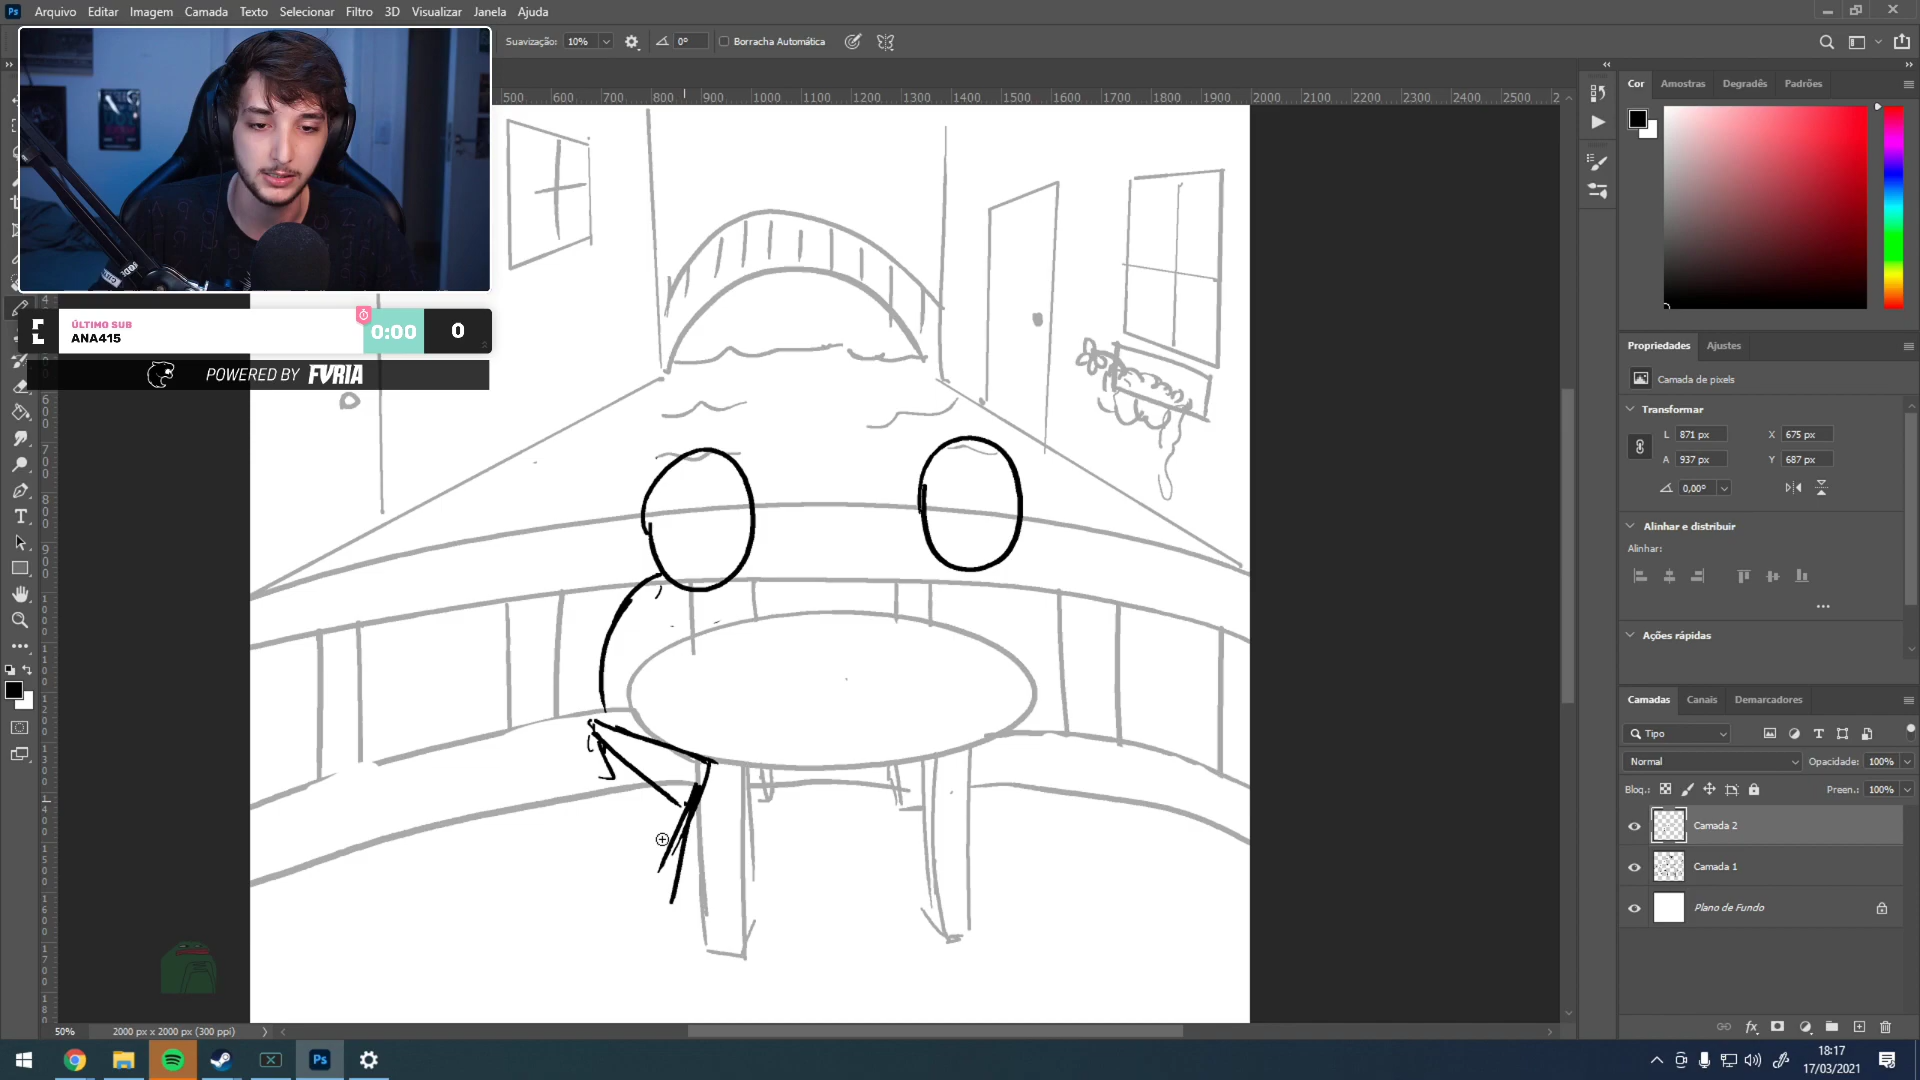 Arquivo Editar Imagem Camada Texto Selecionar Filtro 3D Visualizar Janela Ajuda
Suavização: 10% 0° Borracha Automática
500 600 700 800 900 1000 1100 1200 1300 1400 1500 1600 1700 1800 1900 2000 2100 2200 2300 2400 2500 2
Cor Amostras Degradês Padrões
ÚLTIMO SUB
ANA415
0:00
0
POWERED BY FVRIA
Propriedades Ajustes
Camada de pixels
Transformar
L 871 px X 675 px
A 937 px Y 687 px
0,00°
Alinhar e distribuir
Alinhar:
Ações rápidas
Camadas Canais Demarcadores
Tipo
Normal Opacidade: 100%
Bloq.: Preen.: 100%
Camada 2
Camada 1
Plano de Fundo
50% 2000 px x 2000 px (300 ppi)
Ps
18:17
17/03/2021